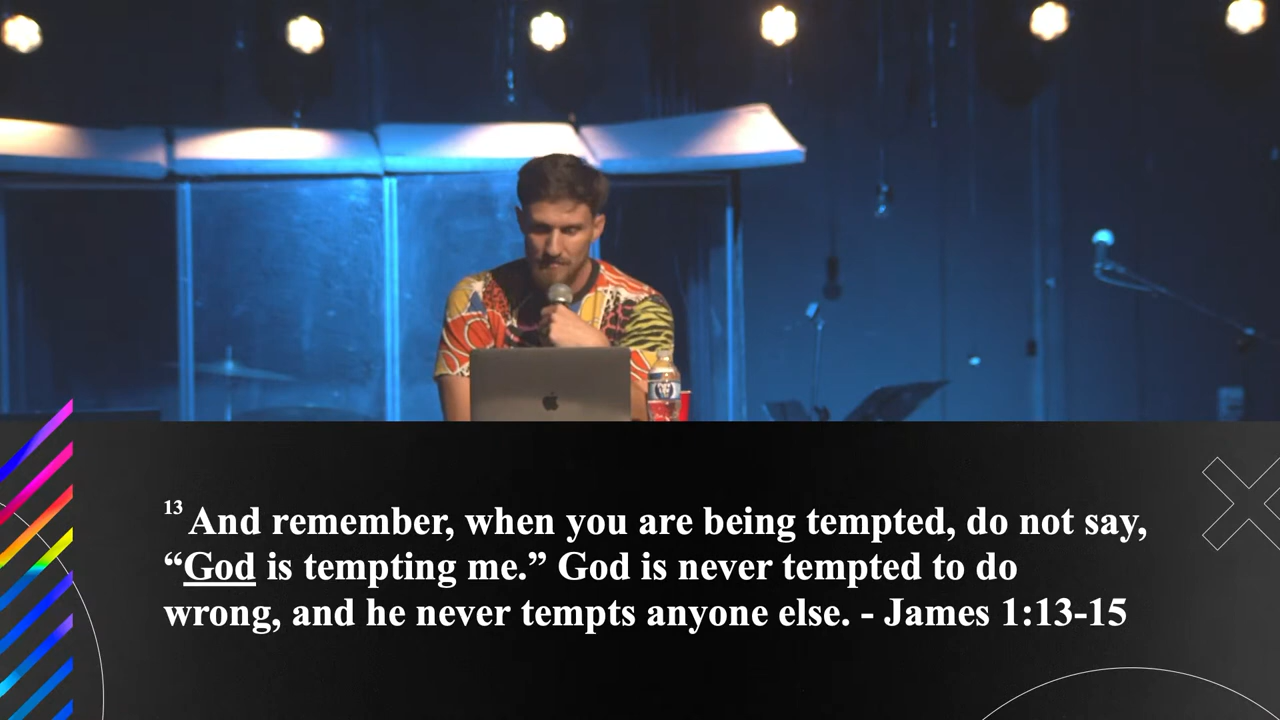 13 And remember, when you are being tempted, do not say,
“God is tempting me.” God is never tempted to do
wrong, and he never tempts anyone else. - James 1:13-15